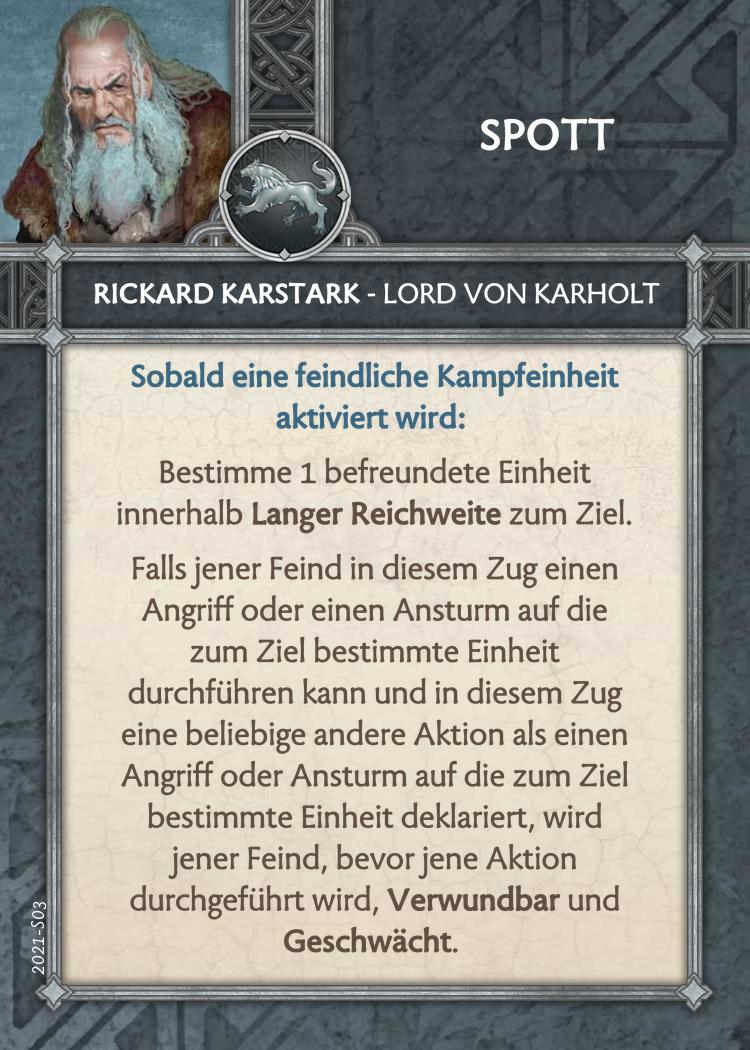 SPOTT
RICKARD KARSTARK - LORD VON KARHOLT
Sobald eine feindliche Kampfeinheit
aktiviert wird:
Bestimme 1 befreundete Einheit
innerhalb Langer Reichweite zum Ziel.
Falls jener Feind in diesem Zug einen
Angriff oder einen Ansturm auf die
zum Ziel bestimmte Einheit
durchführen kann und in diesem Zug
eine beliebige andere Aktion als einen
Angriff oder Ansturm auf die zum Ziel
bestimmte Einheit deklariert, wird
jener Feind, bevor jene Aktion
durchgeführt wird, Verwundbar und
Geschwächt.
2021-S03